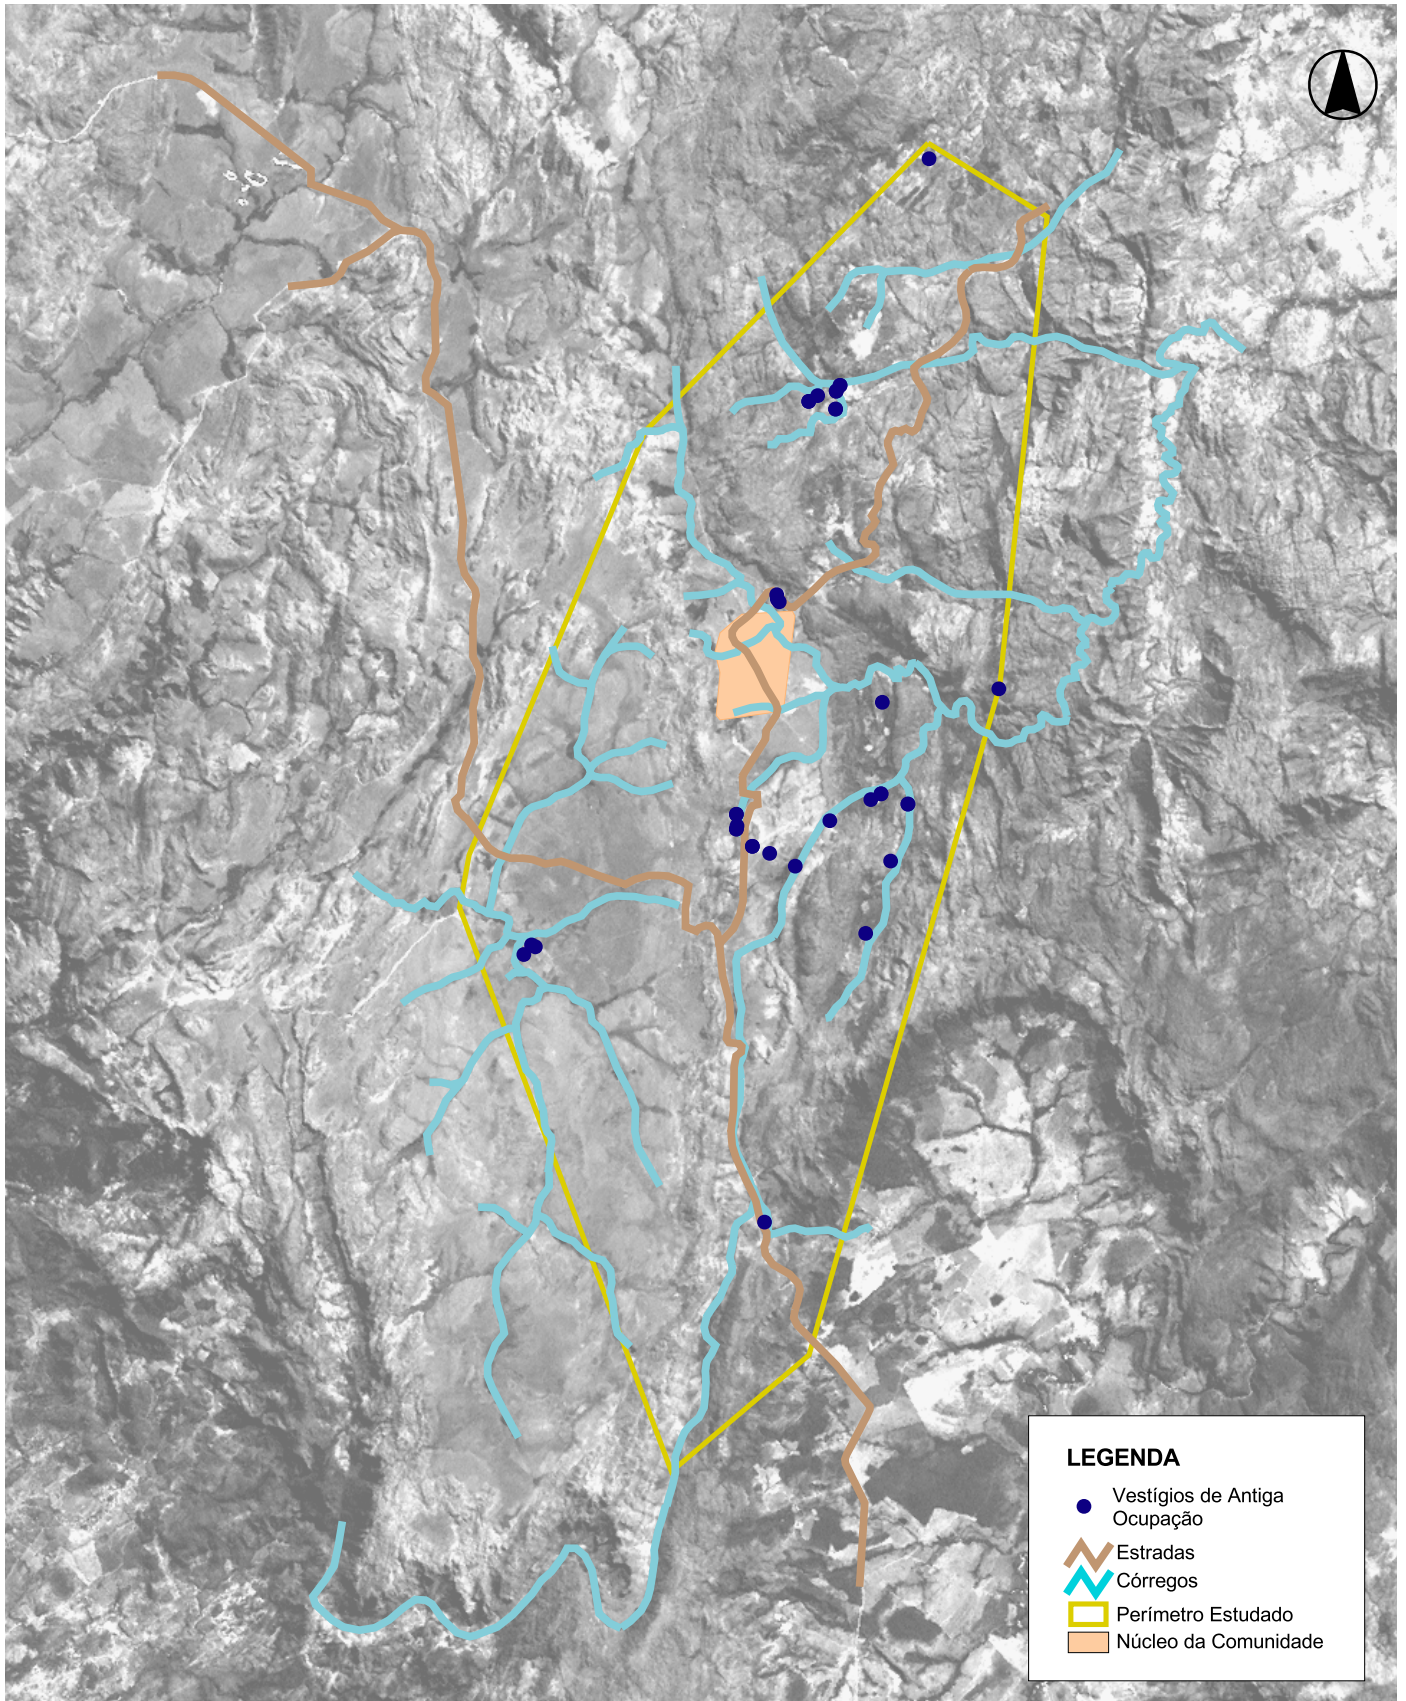 LEGENDA
Vestígios de Antiga
Ocupação
Estradas
Córregos
Perímetro Estudado
Núcleo da Comunidade